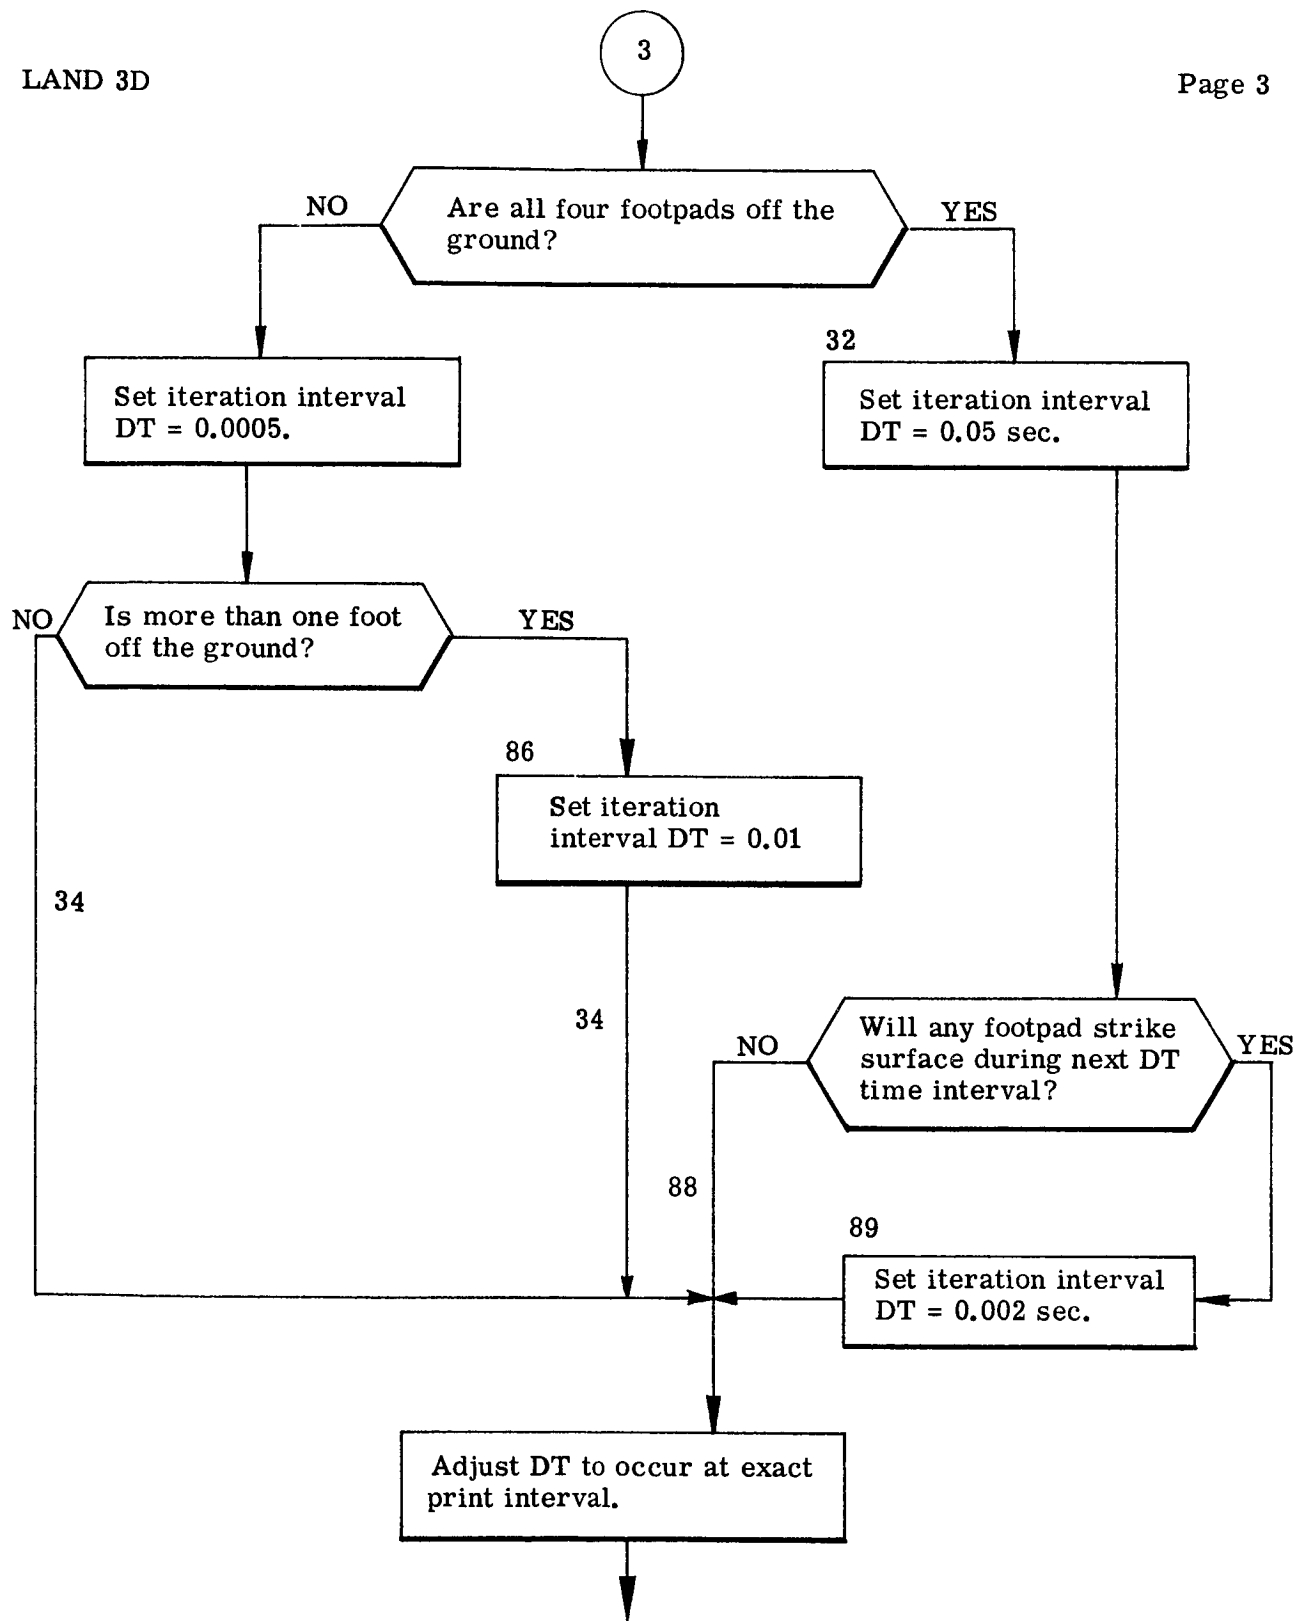 3
LAND 3D
Page 3
NO
Are all four footpads off the
ground?
YES
32
Set iteration interval
DT = 0.0005.
Set iteration interval
DT = 0.05 sec.
NO
Is more than one foot
off the ground?
YES
86
Set iteration
interval DT = 0.01
34
34
NO
Will any footpad strike
surface during next DT
time interval?
YES
88
89
Set iteration interval
DT = 0.002 sec.
Adjust DT to occur at exact
print interval.